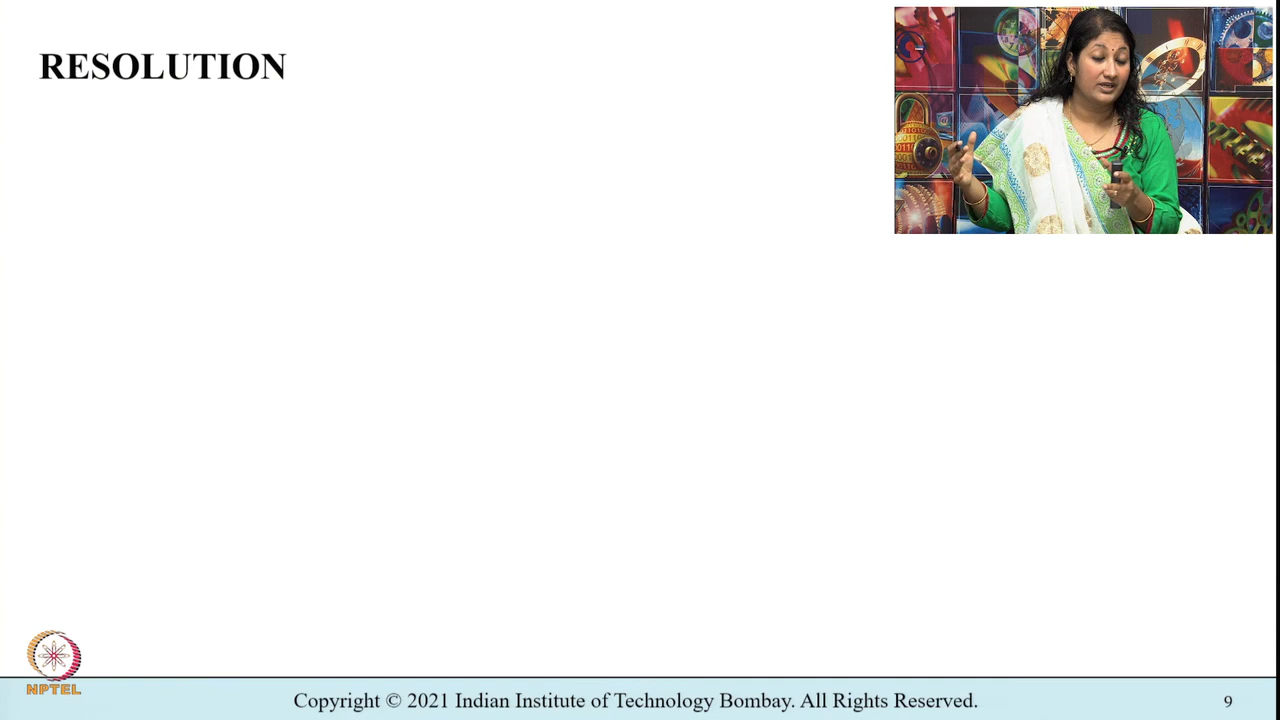 RESOLUTION
NPTEL
Copyright © 2021 Indian Institute of Technology Bombay. All Rights Reserved.
9